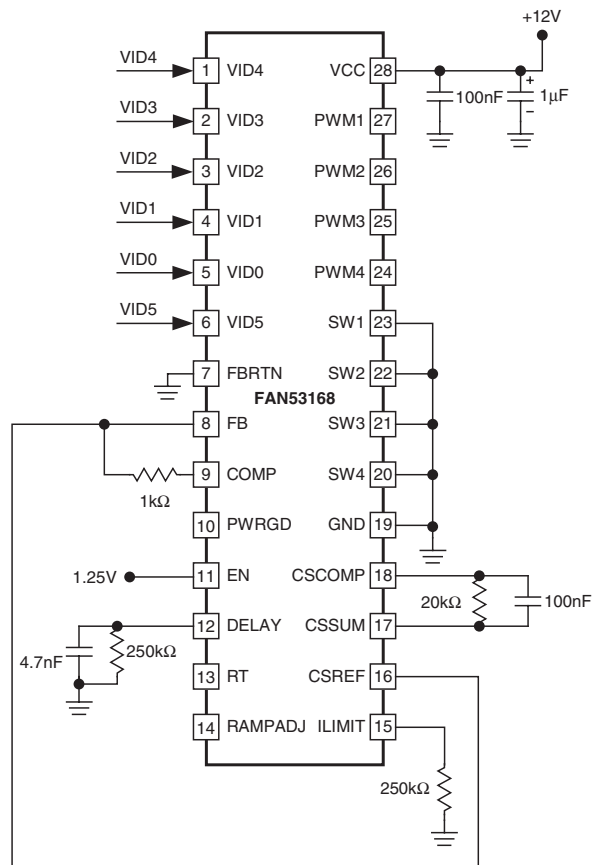 +12V
VID4
1 VID4 VCC 28
100nF + 1μF
−
VID3
2 VID3 PWM1 27
VID2
3 VID2 PWM2 26
VID1
4 VID1 PWM3 25
VID0
5 VID0 PWM4 24
VID5
6 VID5 SW1 23
7 FBRTN SW2 22
FAN53168
8 FB SW3 21
9 COMP SW4 20
1kΩ
10 PWRGD GND 19
1.25V 11 EN CSCOMP 18
20kΩ 100nF
12 DELAY CSSUM 17
4.7nF 250kΩ
13 RT CSREF 16
14 RAMPADJ ILIMIT 15
250kΩ